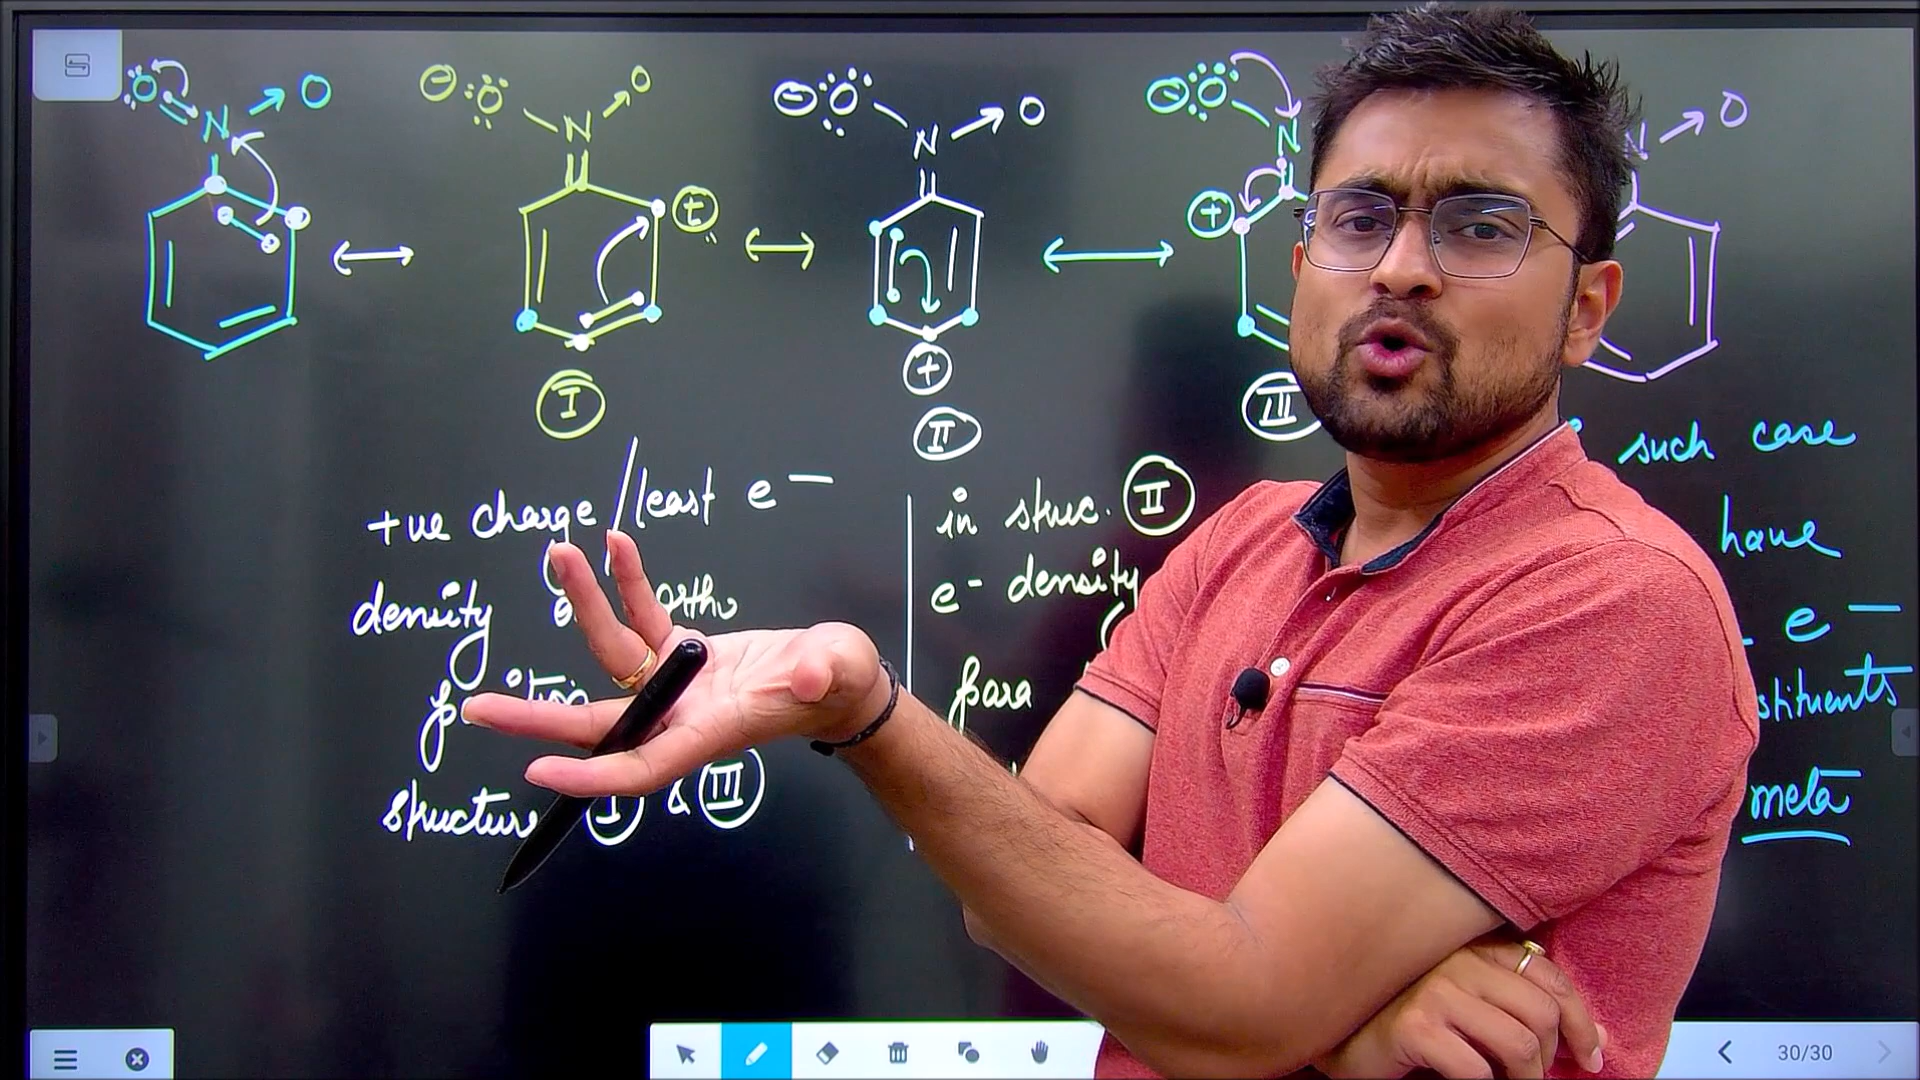 O N → O
⊖ O N → O
⊖ O N → O
⊖ O N
N → O
+
+
+
I
II
III
+ve charge / least e⁻
density ortho
structure I & III
in struc. II
e⁻ density
para
such case
have
e⁻
stituents
meta
30/30